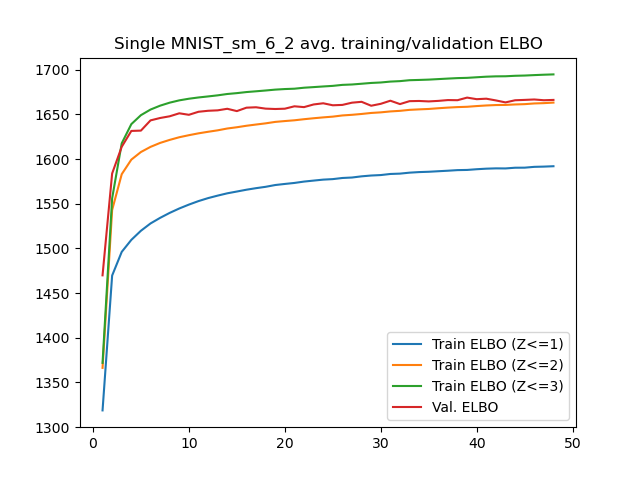 Single MNIST_sm_6_2 avg. training/validation ELBO
1700
1650
1600
1550
1500
1450
1400
1350
1300
0 10 20 30 40 50
Train ELBO (Z<=1)
Train ELBO (Z<=2)
Train ELBO (Z<=3)
Val. ELBO